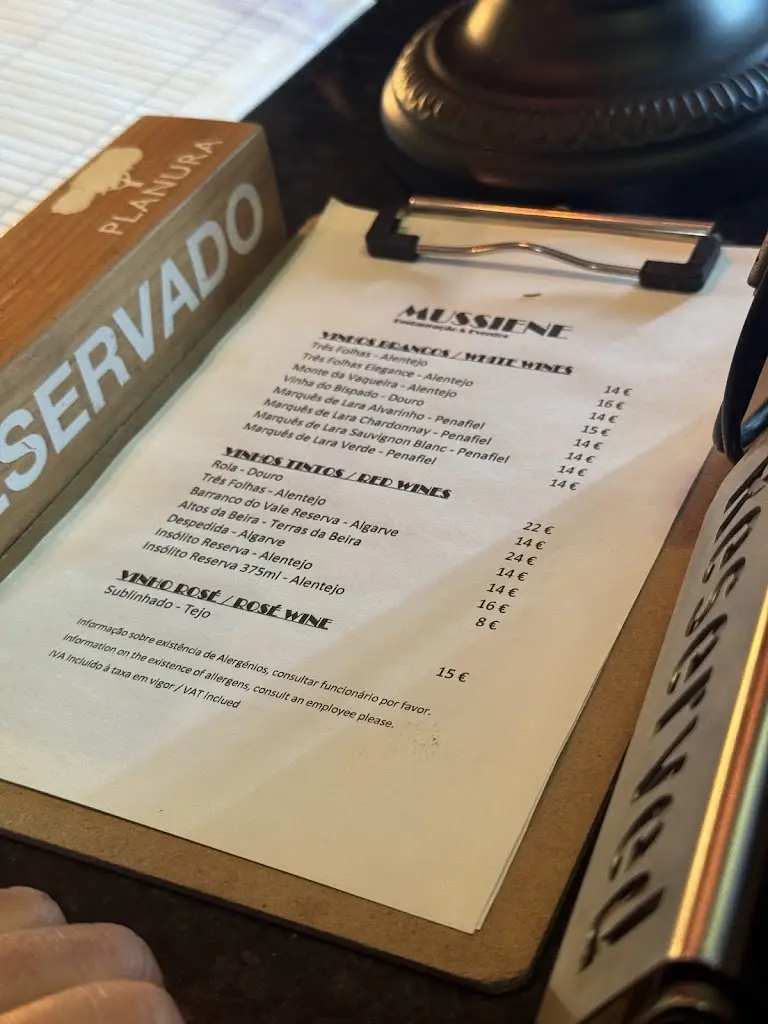 PLANURA
ESERVADO
MUSSIENE
Restauração & Eventos
VINHOS BRANCOS / WHITE WINES
Três Folhas - Alentejo 14 €
Três Folhas Elegance - Alentejo 16 €
Monte da Vaqueira - Alentejo 14 €
Vinha do Bispado - Douro 15 €
Marquês de Lara Alvarinho - Penafiel 14 €
Marquês de Lara Chardonnay - Penafiel 14 €
Marquês de Lara Sauvignon Blanc - Penafiel 14 €
Marquês de Lara Verde - Penafiel 14 €
VINHOS TINTOS / RED WINES
Rola - Douro 22 €
Três Folhas - Alentejo 14 €
Barranco do Vale Reserva - Algarve 24 €
Altos da Beira - Terras da Beira 14 €
Despedida - Algarve 14 €
Insólito Reserva - Alentejo 16 €
Insólito Reserva 375ml - Alentejo 8 €
VINHO ROSÉ / ROSÉ WINE
Sublinhado - Tejo 15 €
Informação sobre existência de Alergénios, consultar funcionário por favor.
Information on the existence of allergens, consult an employee please.
IVA Incluido à taxa em vigor / VAT inclued
Reserved